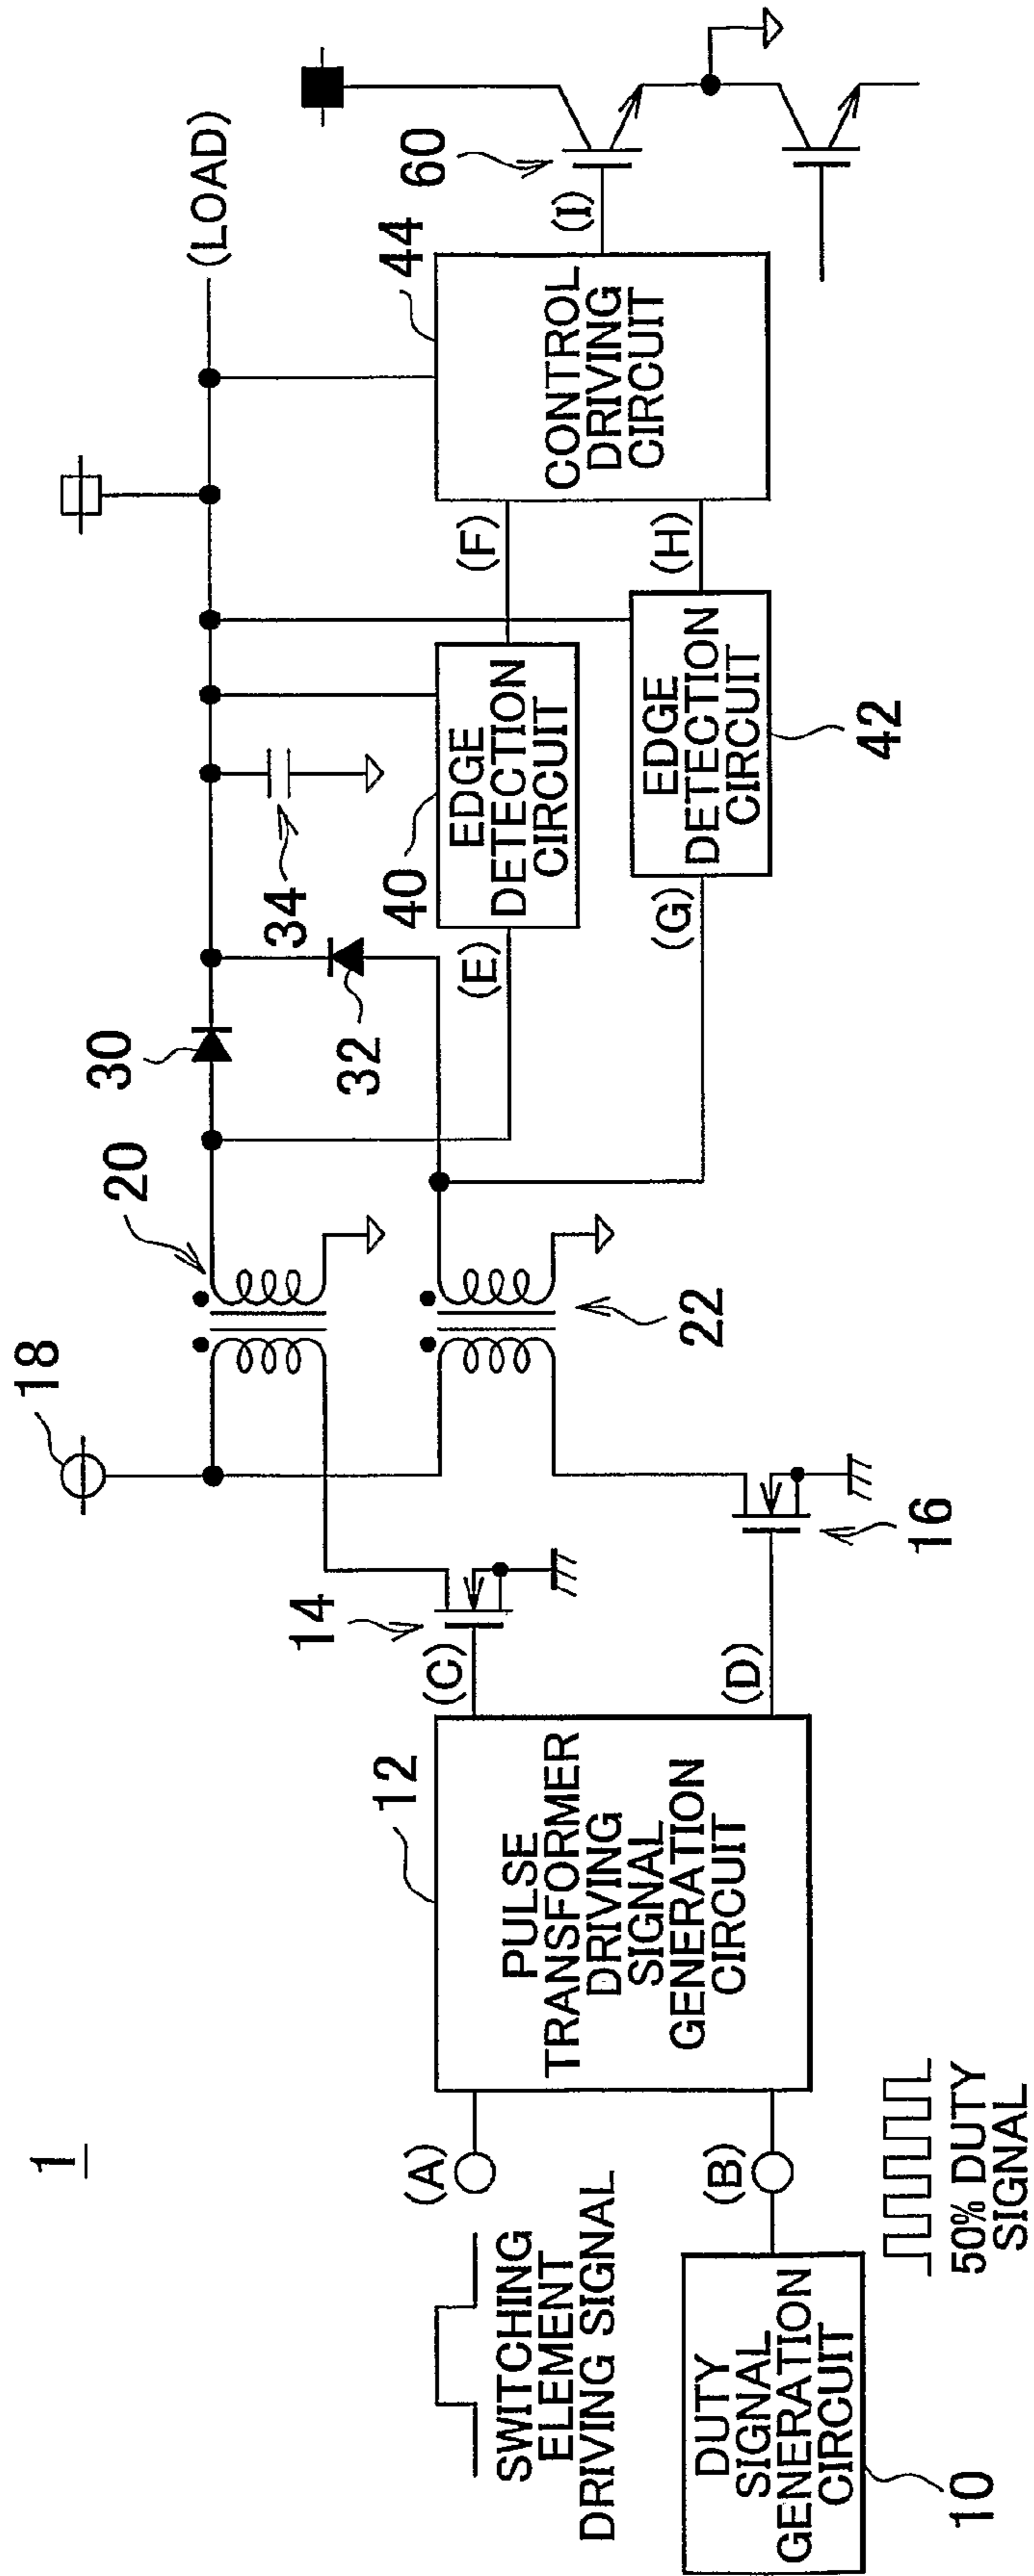 1
(A)
SWITCHING
ELEMENT
DRIVING SIGNAL
DUTY
SIGNAL
GENERATION
CIRCUIT
10
(B)
50% DUTY
SIGNAL
12
PULSE
TRANSFORMER
DRIVING
SIGNAL
GENERATION
CIRCUIT
(C)
(D)
14
16
18
20
22
30
32
34
(E)
(G)
40
EDGE
DETECTION
CIRCUIT
EDGE
DETECTION
CIRCUIT
42
(F)
(H)
44
CONTROL
DRIVING
CIRCUIT
(I)
60
(LOAD)